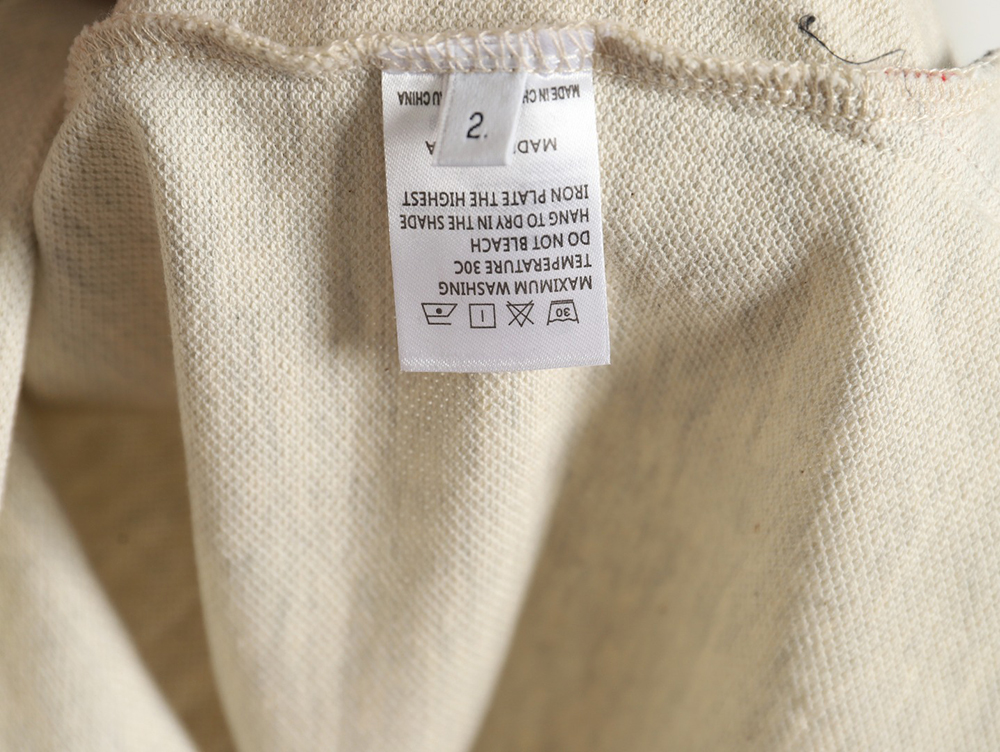 30
MAXIMUM WASHING
TEMPERATURE 30C
DO NOT BLEACH
HANG TO DRY IN THE SHADE
IRON PLATE THE HIGHEST
MADE IN CHINA
2.